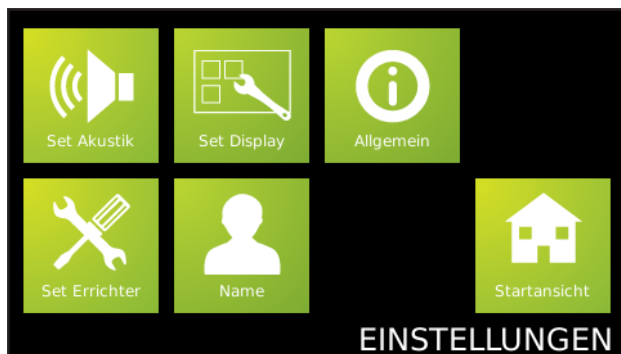 Set Akustik
Set Display
Allgemein
Set Errichter
Name
Startansicht
EINSTELLUNGEN